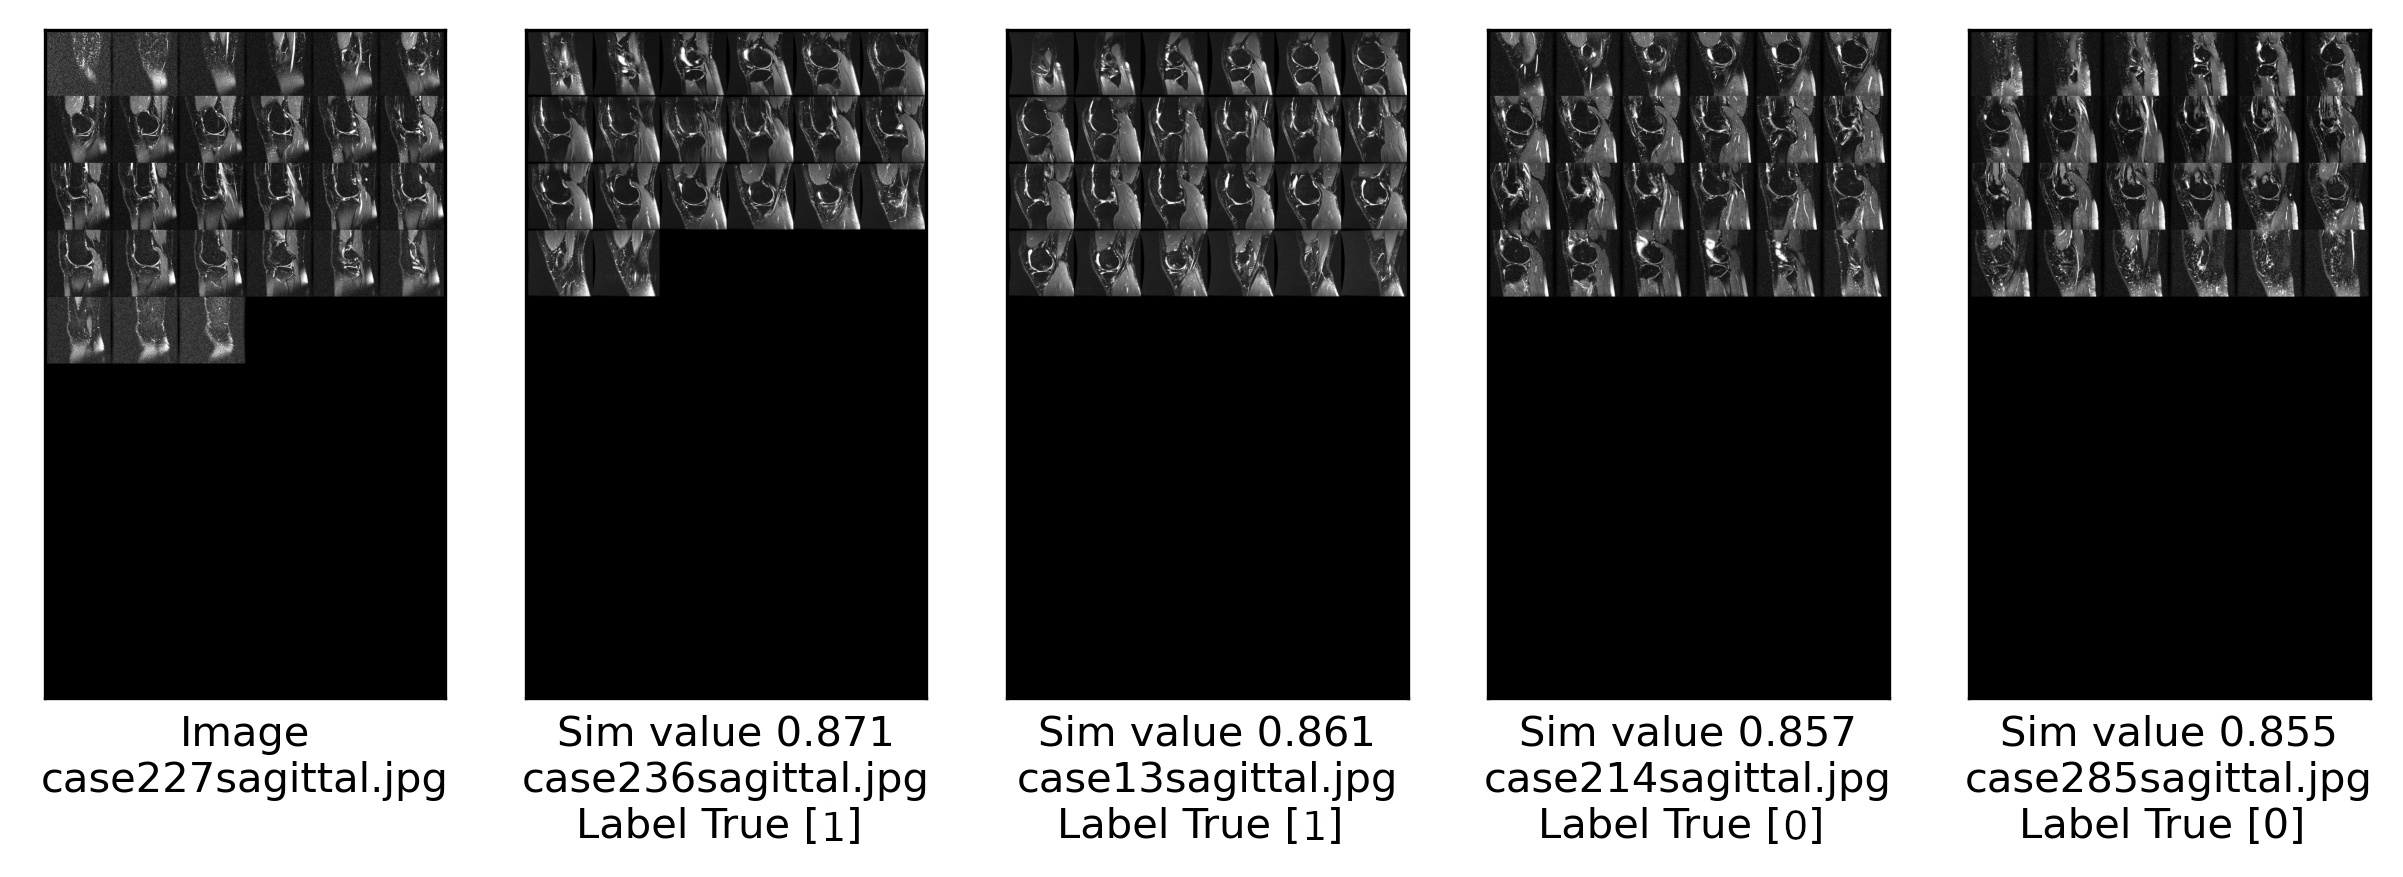 Image
case227sagittal.jpg
Sim value 0.871
case236sagittal.jpg
Label True [1]
Sim value 0.861
case13sagittal.jpg
Label True [1]
Sim value 0.857
case214sagittal.jpg
Label True [0]
Sim value 0.855
case285sagittal.jpg
Label True [0]